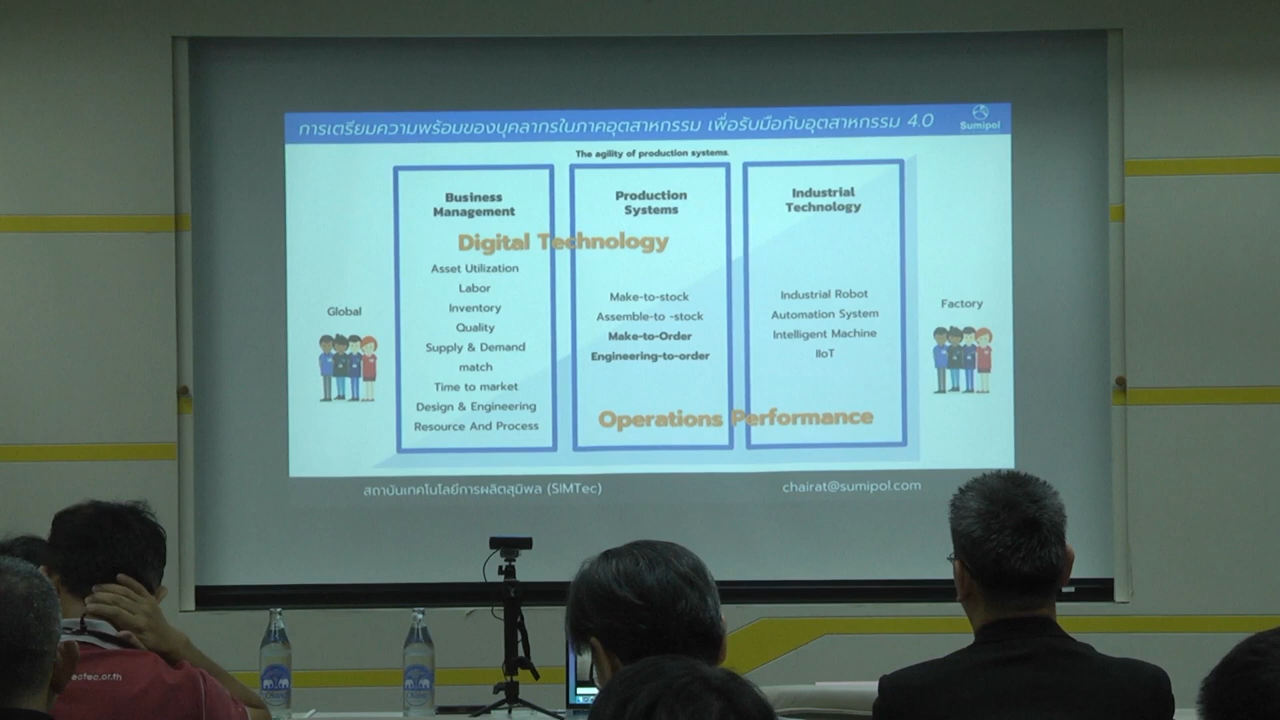 การเตรียมความพร้อมของบุคลากรในภาคอุตสาหกรรม เพื่อรับมือกับอุตสาหกรรม 4.0
Sumipol
The agility of production systems.
Business
Management
Production
Systems
Industrial
Technology
Digital Technology
Asset Utilization
Labor
Inventory
Quality
Supply & Demand
match
Time to market
Design & Engineering
Resource And Process
Make-to-stock
Assemble-to -stock
Make-to-Order
Engineering-to-order
Industrial Robot
Automation System
Intelligent Machine
IIoT
Operations Performance
Global
Factory
สถาบันเทคโนโลยีการผลิตสุมิพล (SIMTec)
chairat@sumipol.com
Chang